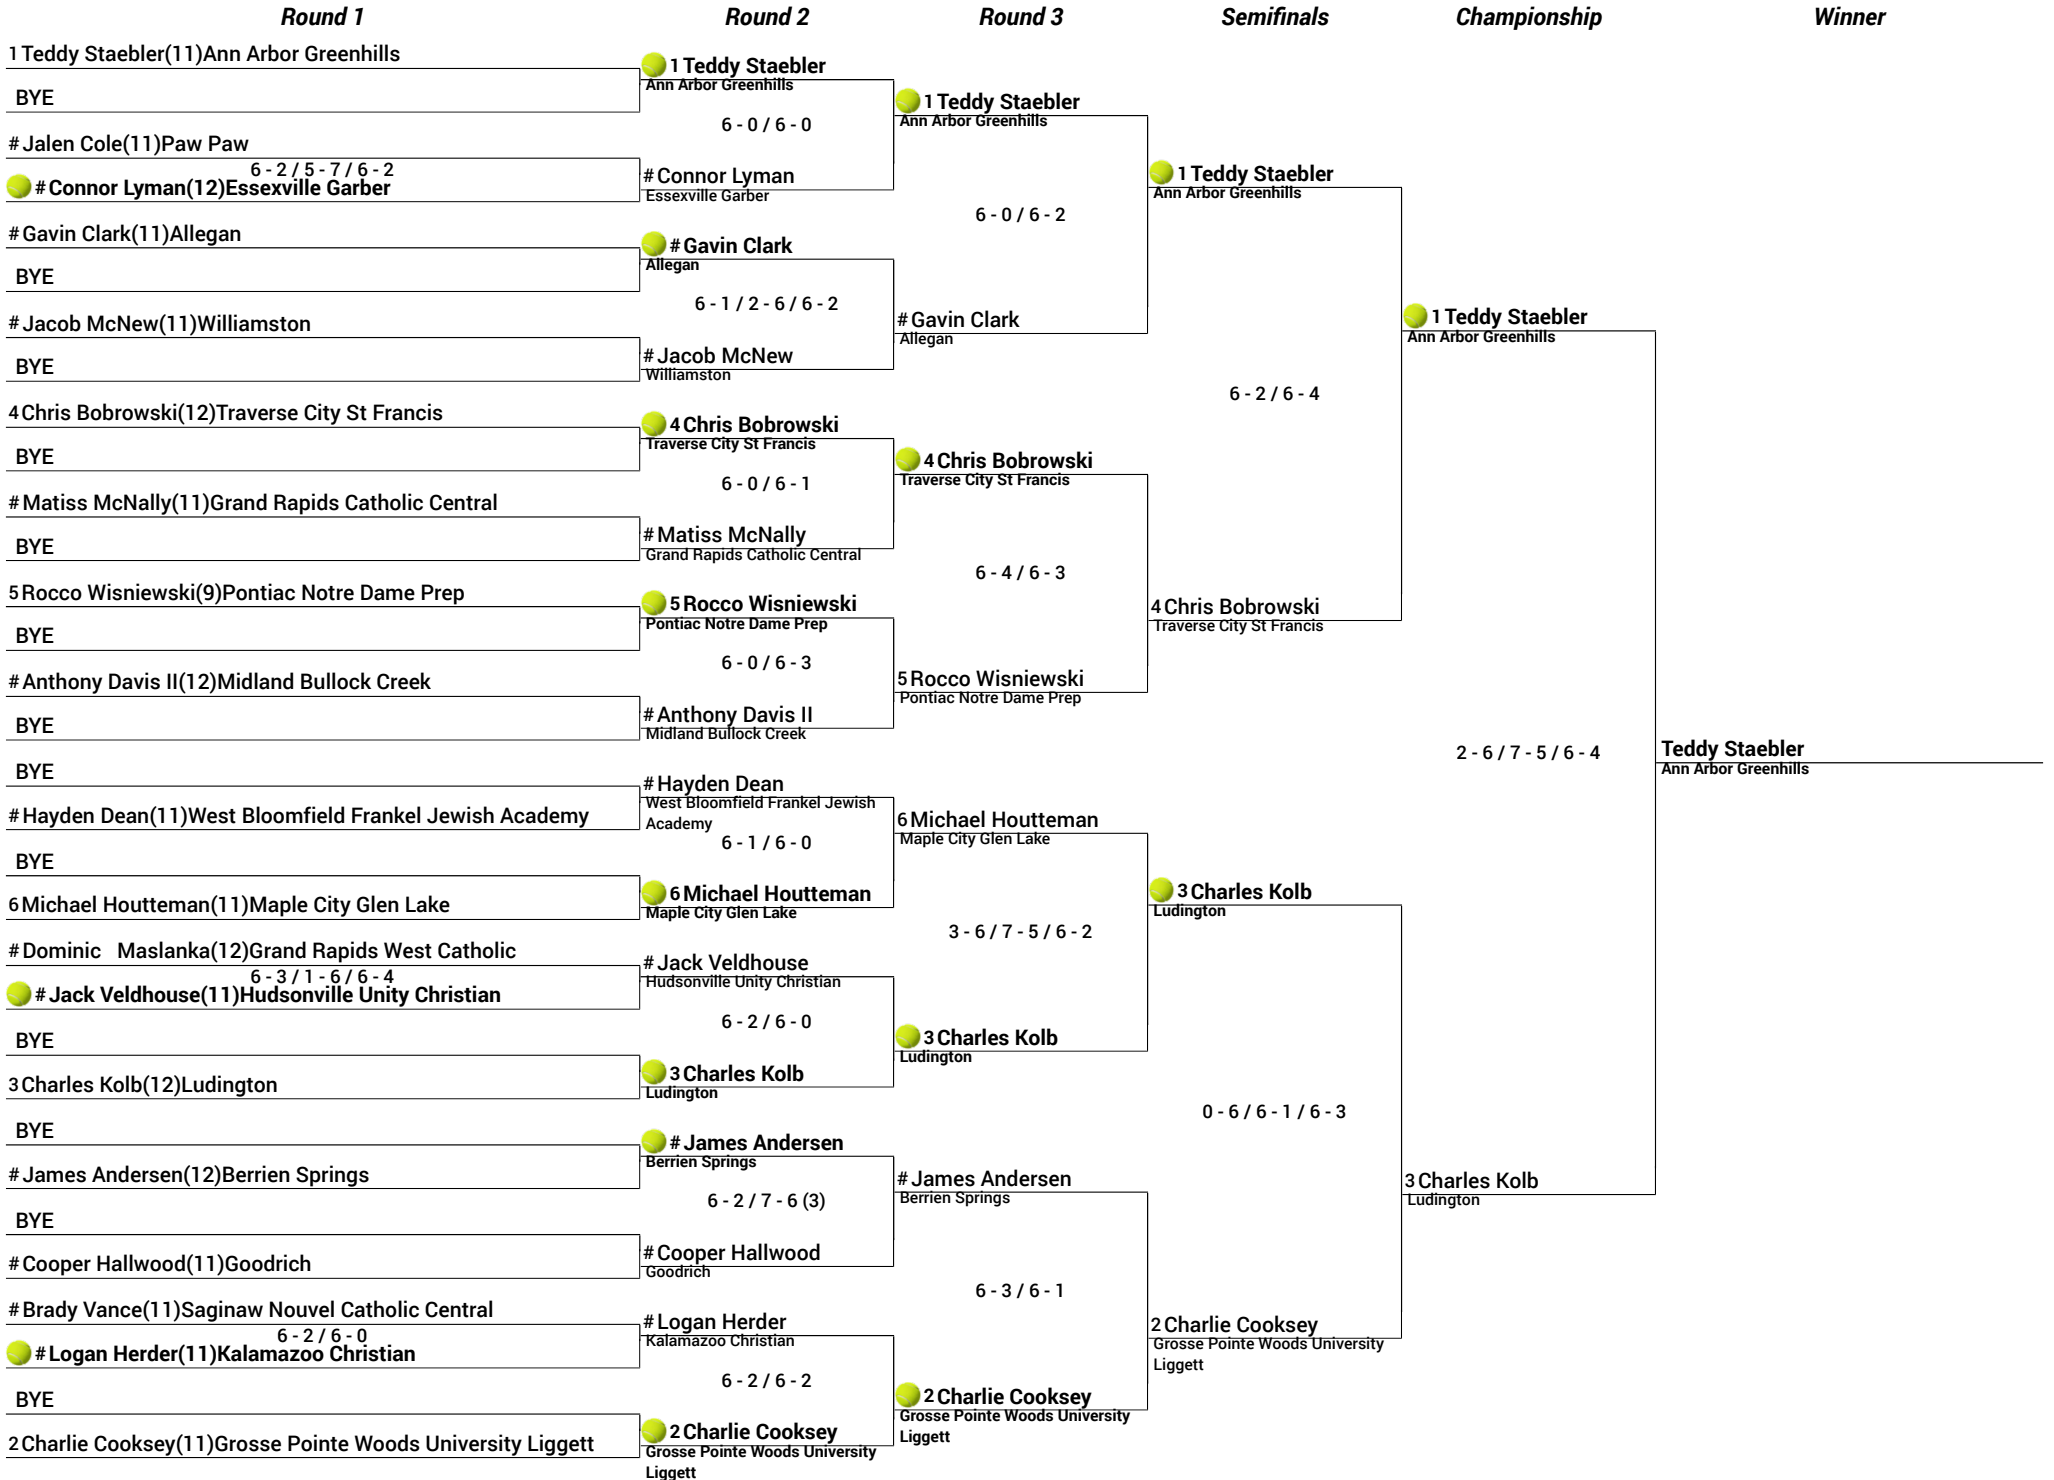 Round 1
Round 2
Round 3
Semifinals
Championship
Winner
1 Teddy Staebler(11)Ann Arbor Greenhills
BYE
# Jalen Cole(11)Paw Paw
6 - 2 / 5 - 7 / 6 - 2
# Connor Lyman(12)Essexville Garber
# Gavin Clark(11)Allegan
BYE
# Jacob McNew(11)Williamston
BYE
4 Chris Bobrowski(12)Traverse City St Francis
BYE
# Matiss McNally(11)Grand Rapids Catholic Central
BYE
5 Rocco Wisniewski(9)Pontiac Notre Dame Prep
BYE
# Anthony Davis II(12)Midland Bullock Creek
BYE
BYE
# Hayden Dean(11)West Bloomfield Frankel Jewish Academy
BYE
6 Michael Houtteman(11)Maple City Glen Lake
# Dominic Maslanka(12)Grand Rapids West Catholic
6 - 3 / 1 - 6 / 6 - 4
# Jack Veldhouse(11)Hudsonville Unity Christian
BYE
3 Charles Kolb(12)Ludington
BYE
# James Andersen(12)Berrien Springs
BYE
# Cooper Hallwood(11)Goodrich
# Brady Vance(11)Saginaw Nouvel Catholic Central
6 - 2 / 6 - 0
# Logan Herder(11)Kalamazoo Christian
BYE
2 Charlie Cooksey(11)Grosse Pointe Woods University Liggett
1 Teddy Staebler
Ann Arbor Greenhills
6 - 0 / 6 - 0
# Connor Lyman
Essexville Garber
# Gavin Clark
Allegan
6 - 1 / 2 - 6 / 6 - 2
# Jacob McNew
Williamston
4 Chris Bobrowski
Traverse City St Francis
6 - 0 / 6 - 1
# Matiss McNally
Grand Rapids Catholic Central
5 Rocco Wisniewski
Pontiac Notre Dame Prep
6 - 0 / 6 - 3
# Anthony Davis II
Midland Bullock Creek
# Hayden Dean
West Bloomfield Frankel Jewish
Academy
6 - 1 / 6 - 0
6 Michael Houtteman
Maple City Glen Lake
# Jack Veldhouse
Hudsonville Unity Christian
6 - 2 / 6 - 0
3 Charles Kolb
Ludington
# James Andersen
Berrien Springs
6 - 2 / 7 - 6 (3)
# Cooper Hallwood
Goodrich
# Logan Herder
Kalamazoo Christian
6 - 2 / 6 - 2
2 Charlie Cooksey
Grosse Pointe Woods University
Liggett
1 Teddy Staebler
Ann Arbor Greenhills
6 - 0 / 6 - 2
# Gavin Clark
Allegan
4 Chris Bobrowski
Traverse City St Francis
6 - 4 / 6 - 3
5 Rocco Wisniewski
Pontiac Notre Dame Prep
6 Michael Houtteman
Maple City Glen Lake
3 - 6 / 7 - 5 / 6 - 2
3 Charles Kolb
Ludington
# James Andersen
Berrien Springs
6 - 3 / 6 - 1
2 Charlie Cooksey
Grosse Pointe Woods University
Liggett
1 Teddy Staebler
Ann Arbor Greenhills
6 - 2 / 6 - 4
4 Chris Bobrowski
Traverse City St Francis
3 Charles Kolb
Ludington
0 - 6 / 6 - 1 / 6 - 3
2 Charlie Cooksey
Grosse Pointe Woods University
Liggett
1 Teddy Staebler
Ann Arbor Greenhills
2 - 6 / 7 - 5 / 6 - 4
3 Charles Kolb
Ludington
Teddy Staebler
Ann Arbor Greenhills